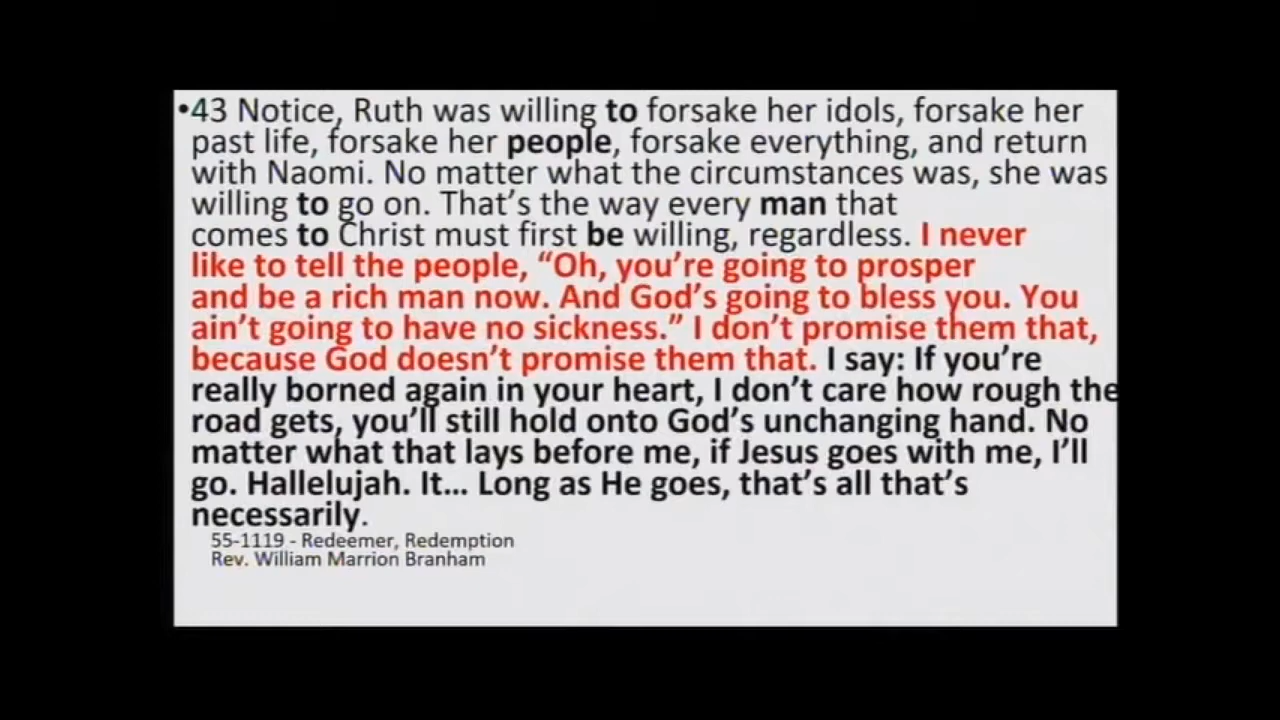 •43 Notice, Ruth was willing to forsake her idols, forsake her
past life, forsake her people, forsake everything, and return
with Naomi. No matter what the circumstances was, she was
willing to go on. That’s the way every man that
comes to Christ must first be willing, regardless. I never
like to tell the people, “Oh, you’re going to prosper
and be a rich man now. And God’s going to bless you. You
ain’t going to have no sickness.” I don’t promise them that,
because God doesn’t promise them that. I say: If you’re
really borned again in your heart, I don’t care how rough the
road gets, you’ll still hold onto God’s unchanging hand. No
matter what that lays before me, if Jesus goes with me, I’ll
go. Hallelujah. It… Long as He goes, that’s all that’s
necessarily.
55-1119 - Redeemer, Redemption
Rev. William Marrion Branham